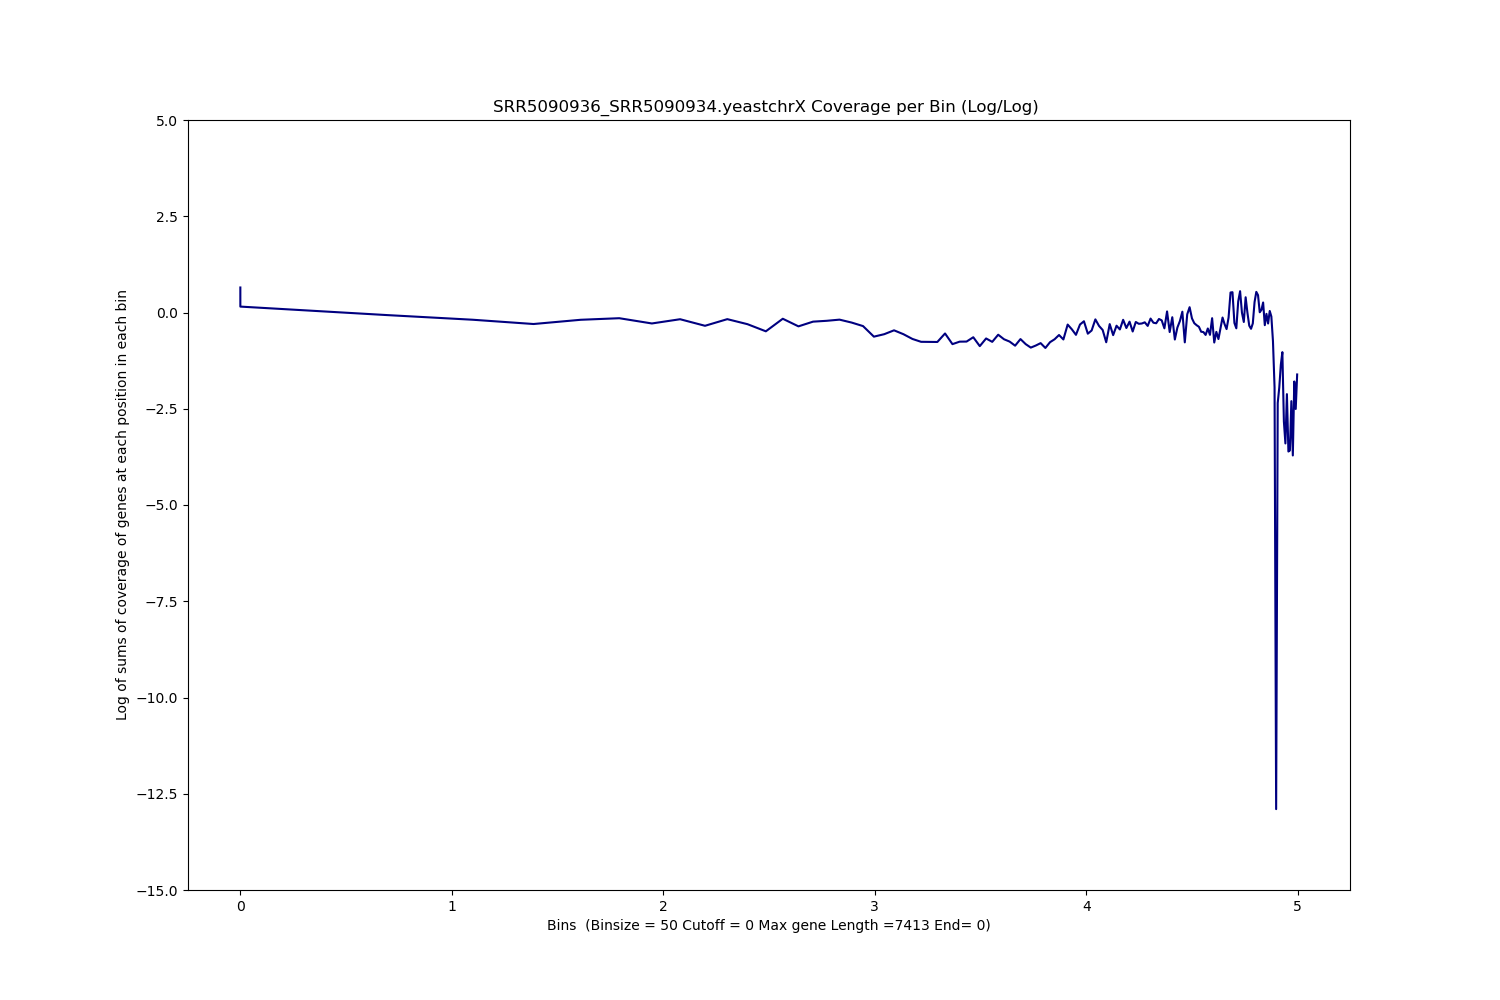 SRR5090936_SRR5090934.yeastchrX Coverage per Bin (Log/Log)
5.0
2.5
0.0
−2.5
−5.0
−7.5
−10.0
−12.5
−15.0
Log of sums of coverage of genes at each position in each bin
0 1 2 3 4 5
Bins  (Binsize = 50 Cutoff = 0 Max gene Length =7413 End= 0)